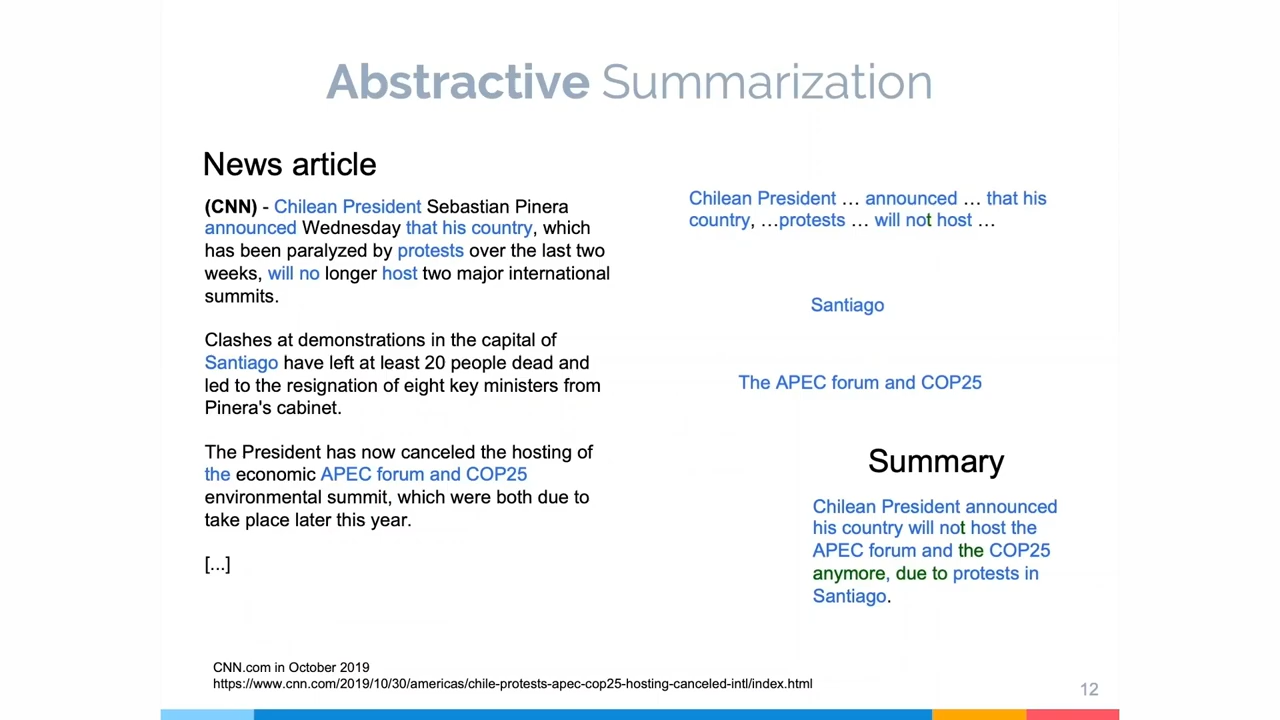 Abstractive Summarization
News article
(CNN) - Chilean President Sebastian Pinera
announced Wednesday that his country, which
has been paralyzed by protests over the last two
weeks, will no longer host two major international
summits.
Clashes at demonstrations in the capital of
Santiago have left at least 20 people dead and
led to the resignation of eight key ministers from
Pinera's cabinet.
The President has now canceled the hosting of
the economic APEC forum and COP25
environmental summit, which were both due to
take place later this year.
[...]
Chilean President … announced … that his
country, …protests … will not host …
Santiago
The APEC forum and COP25
Summary
Chilean President announced
his country will not host the
APEC forum and the COP25
anymore, due to protests in
Santiago.
CNN.com in October 2019
https://www.cnn.com/2019/10/30/americas/chile-protests-apec-cop25-hosting-canceled-intl/index.html
12